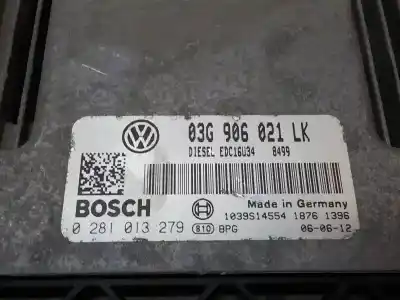 03G 906 021 LK
DIESEL EDC16U34 8499
BOSCH
Made in Germany
1039S14554 1876 1396
0 281 013 279 810 BPG 06-06-12